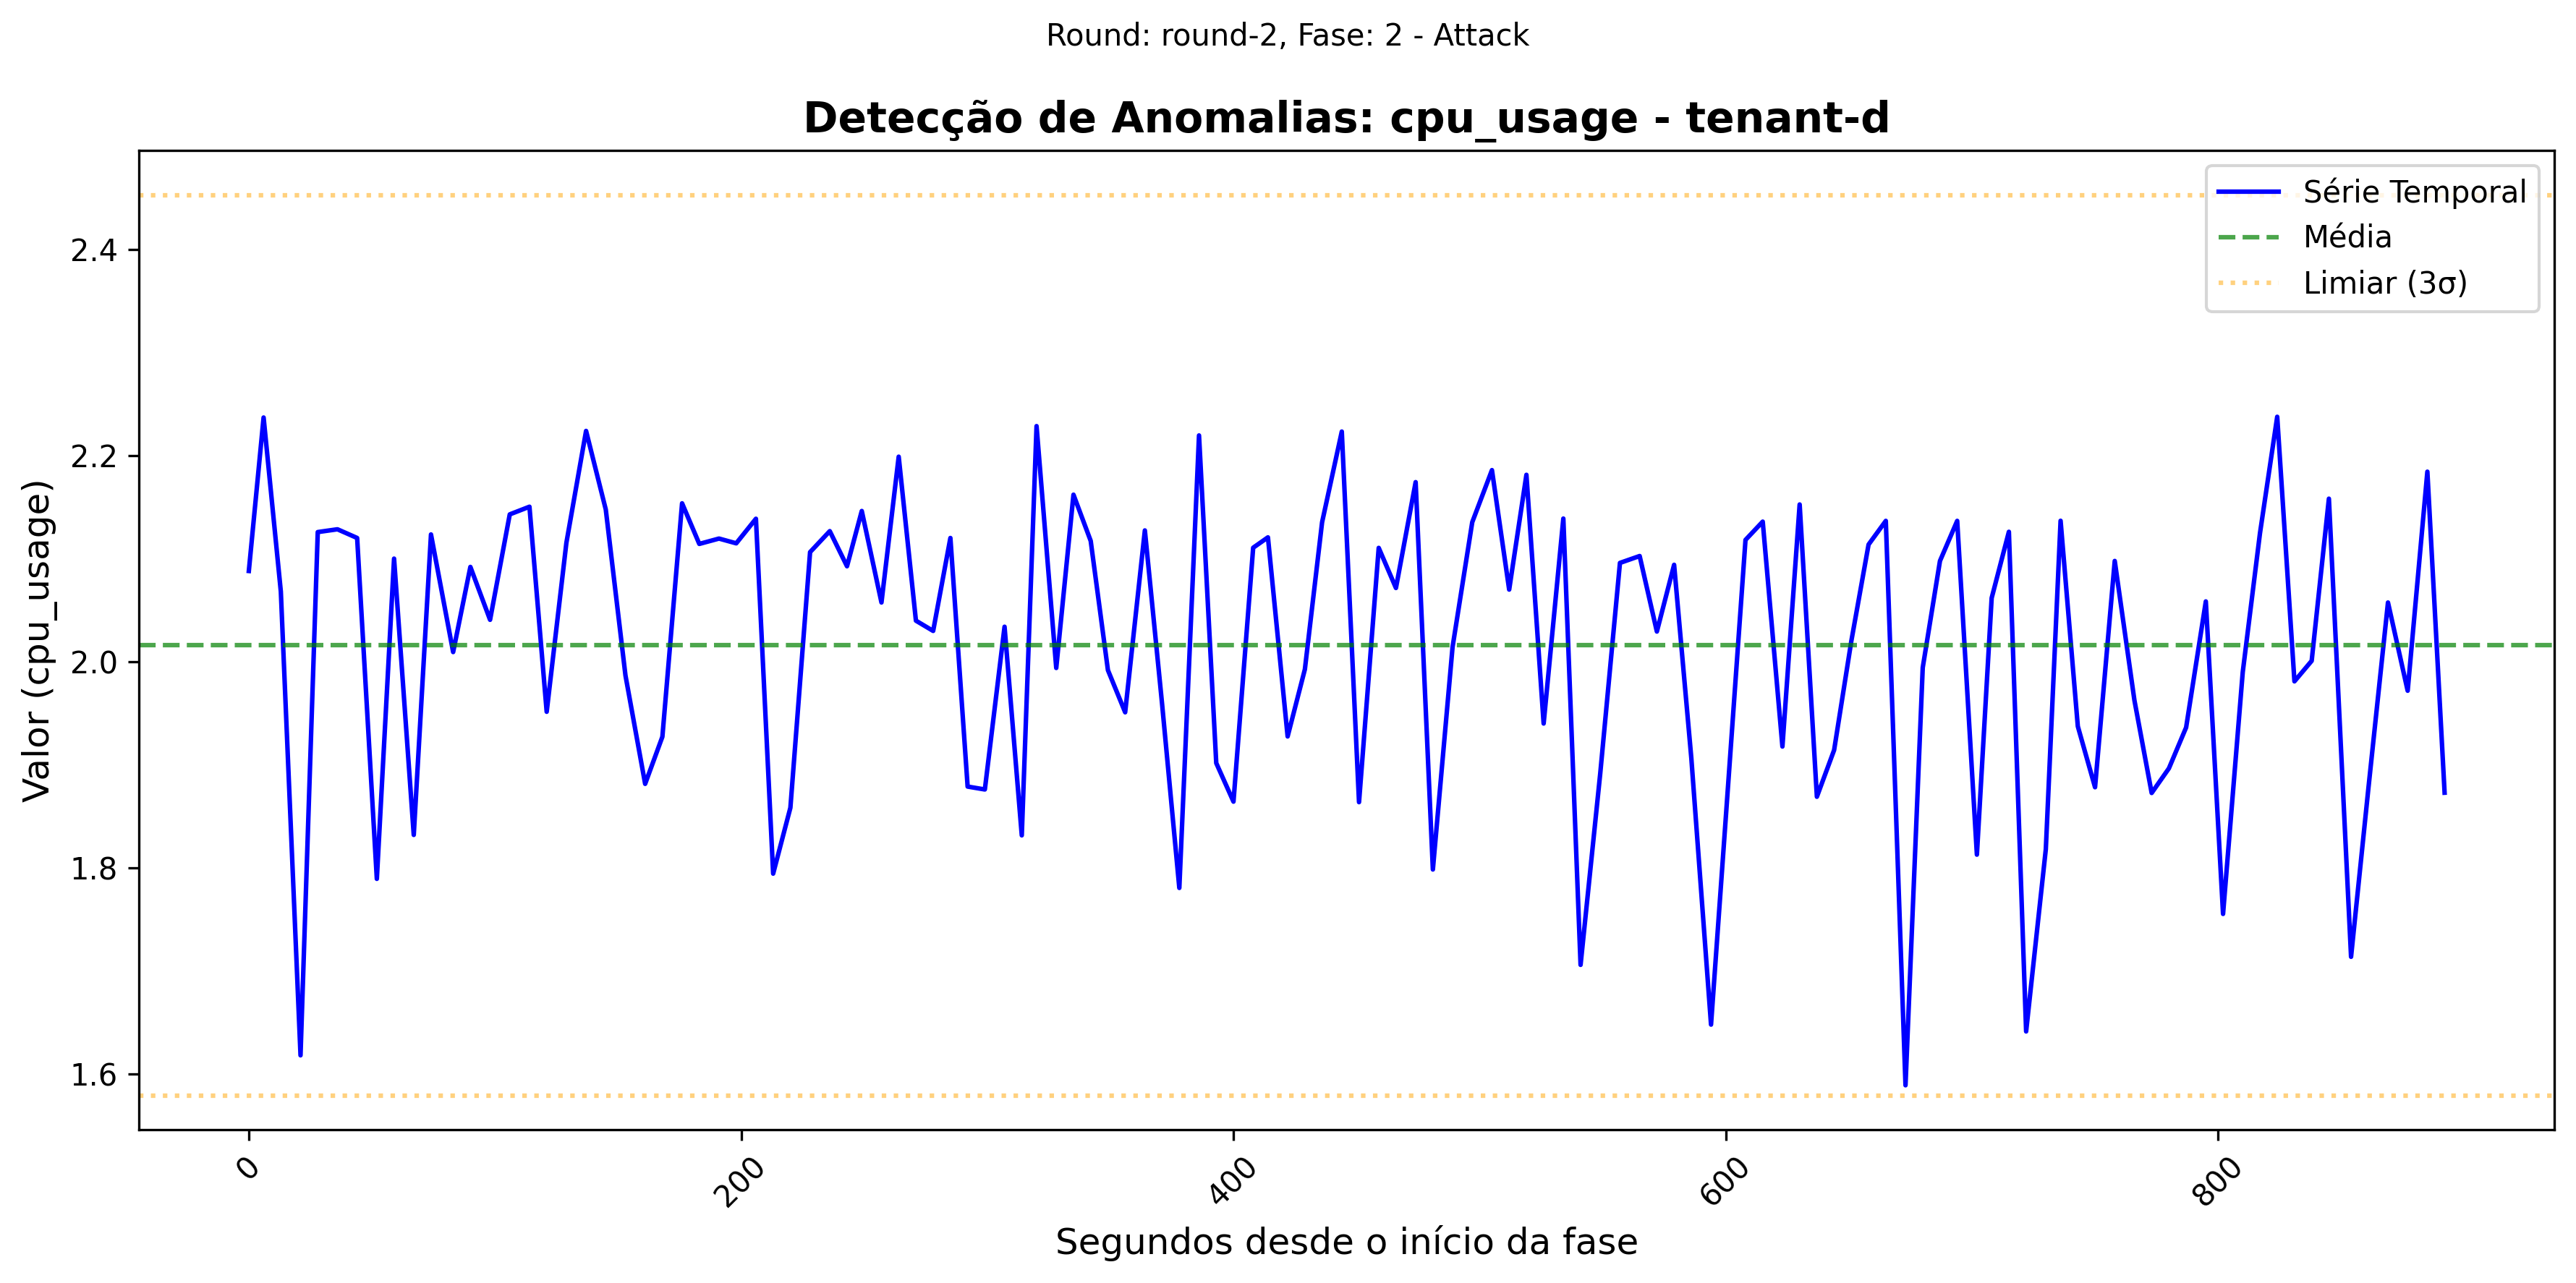 Round: round-2, Fase: 2 - Attack
Detecção de Anomalias: cpu_usage - tenant-d
Série Temporal
Média
Limiar (3σ)
Valor (cpu_usage)
2.4
2.2
2.0
1.8
1.6
0
200
400
600
800
Segundos desde o início da fase